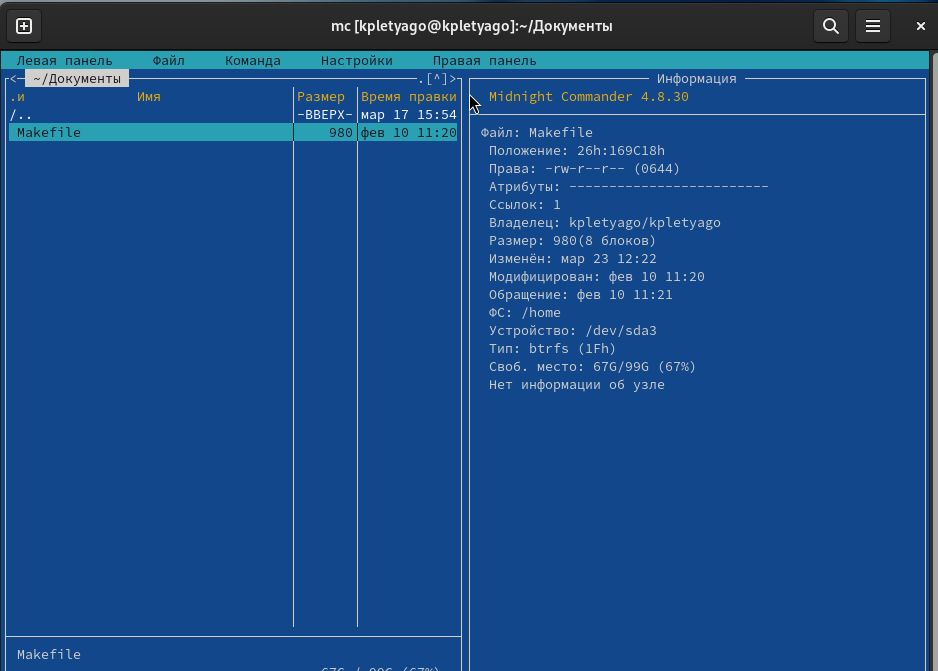 mc [kpletyago@kpletyago]:~/Документы
Левая панель Файл Команда Настройки Правая панель
<─ ~/Документы .[^]>
.и Имя Размер Время правки
/.. -ВВЕРХ- мар 17 15:54
Makefile 980 фев 10 11:20
Makefile
67G / 99G (67%)
Информация
Midnight Commander 4.8.30
Файл: Makefile
Положение: 26h:169C18h
Права: -rw-r--r-- (0644)
Атрибуты: -------------------------
Ссылок: 1
Владелец: kpletyago/kpletyago
Размер: 980(8 блоков)
Изменён: мар 23 12:22
Модифицирован: фев 10 11:20
Обращение: фев 10 11:21
ФС: /home
Устройство: /dev/sda3
Тип: btrfs (1Fh)
Своб. место: 67G/99G (67%)
Нет информации об узле